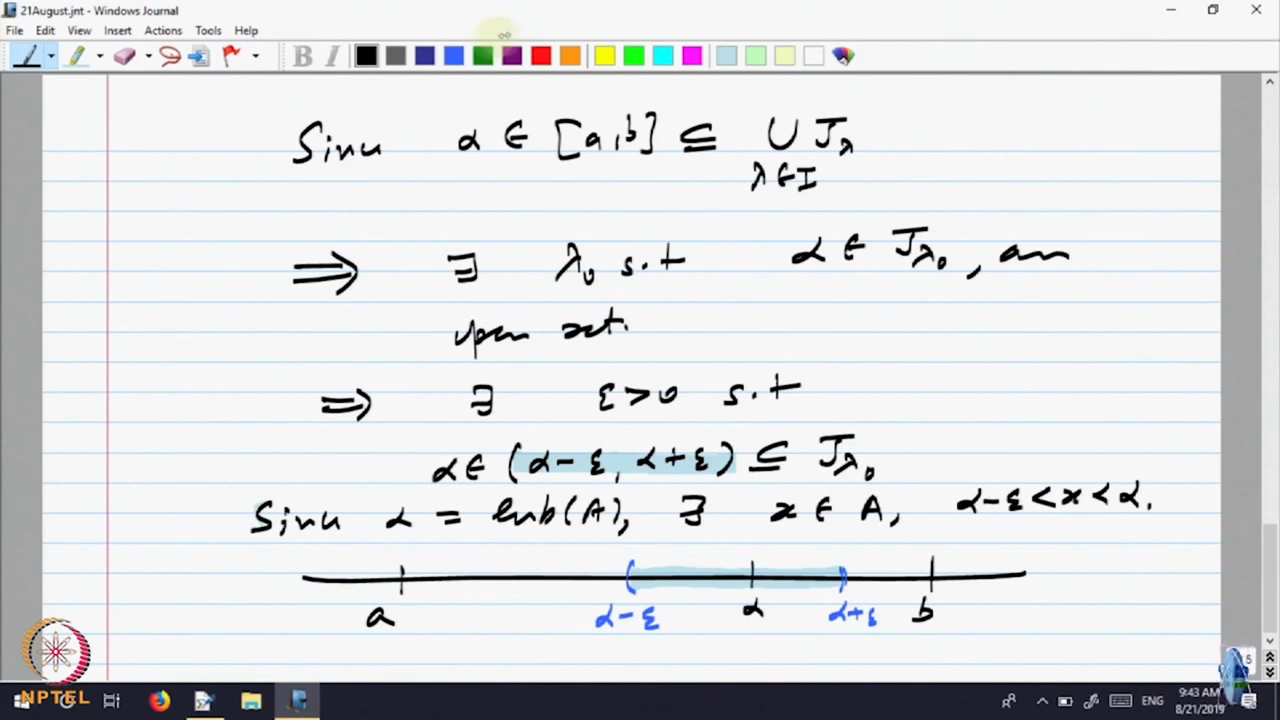 21August.jnt - Windows Journal
File Edit View Insert Actions Tools Help
B I
Since α ∈ [a,b] ⊆ ∪ J_λ
λ∈I
⟹ ∃ λ₀ s.t α ∈ J_λ₀, an
open set.
⟹ ∃ ε>0 s.t
α ∈ (α-ε, α+ε) ⊆ J_λ₀
Since α = lub(A), ∃ x ∈ A, α-ε<x<α.
a α-ε α α+ε b
NPTEL
ENG 9:43 AM
8/21/2019